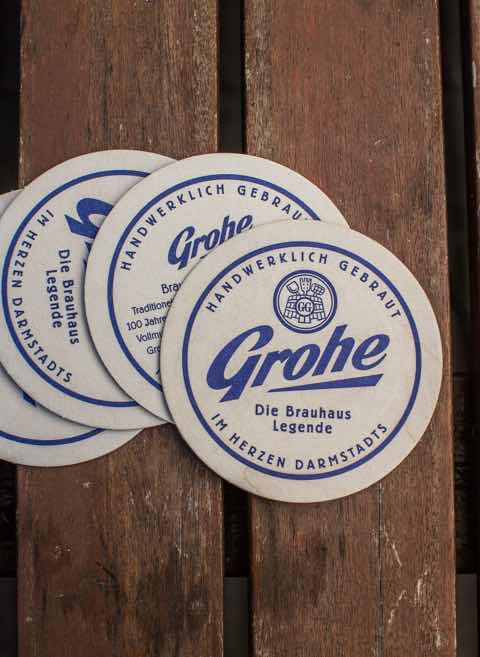 HANDWERKLICH GEBRAUT
GG
Grohe
Die Brauhaus
Legende
IM HERZEN DARMSTADTS
HANDWERKLICH GEBRAUT
Grohe
100 Jahre
Die Brauhaus
Legende
IM HERZEN DARMSTADTS